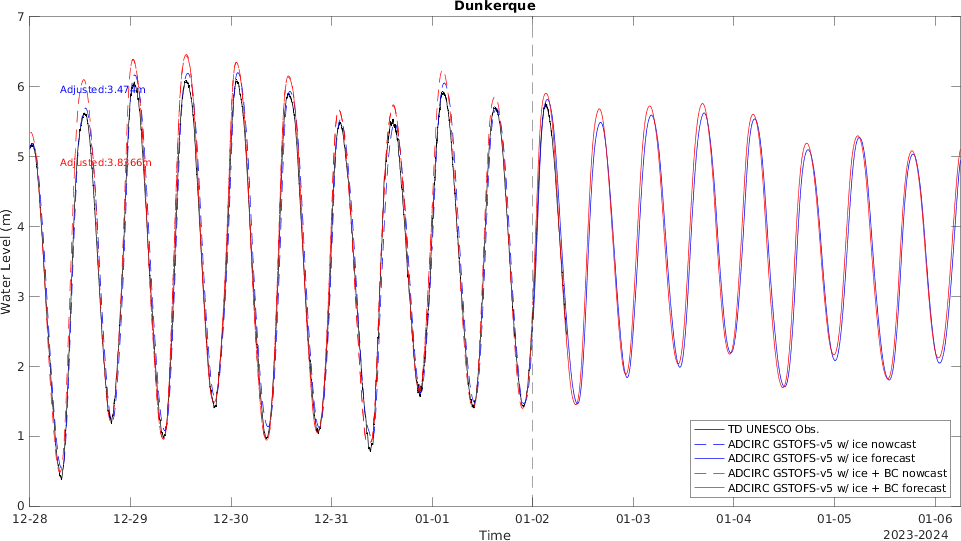 Dunkerque
7
6
5
4
3
2
1
0
Water Level (m)
Adjusted:3.474m
Adjusted:3.8366m
TD UNESCO Obs.
ADCIRC GSTOFS-v5 w/ ice nowcast
ADCIRC GSTOFS-v5 w/ ice forecast
ADCIRC GSTOFS-v5 w/ ice + BC nowcast
ADCIRC GSTOFS-v5 w/ ice + BC forecast
12-28 12-29 12-30 12-31 01-01 01-02 01-03 01-04 01-05 01-06
Time
2023-2024